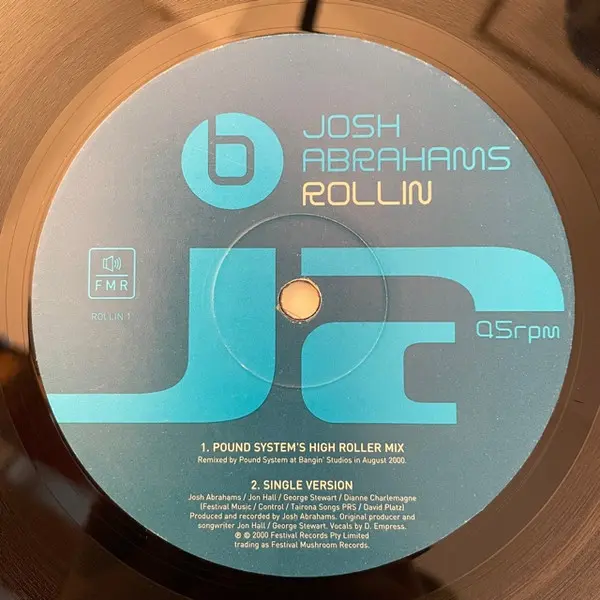 b JOSH
ABRAHAMS
ROLLIN
FMR
ROLLIN 1
ja
45rpm
1. POUND SYSTEM'S HIGH ROLLER MIX
Remixed by Pound System at Bangin' Studios in August 2000.
2. SINGLE VERSION
Josh Abrahams / Jon Hall / George Stewart / Dianne Charlemagne
(Festival Music / Control / Tairona Songs PRS / David Platz)
Produced and recorded by Josh Abrahams. Original producer and
songwriter Jon Hall / George Stewart. Vocals by D. Empress.
℗ © 2000 Festival Records Pty Limited
trading as Festival Mushroom Records.